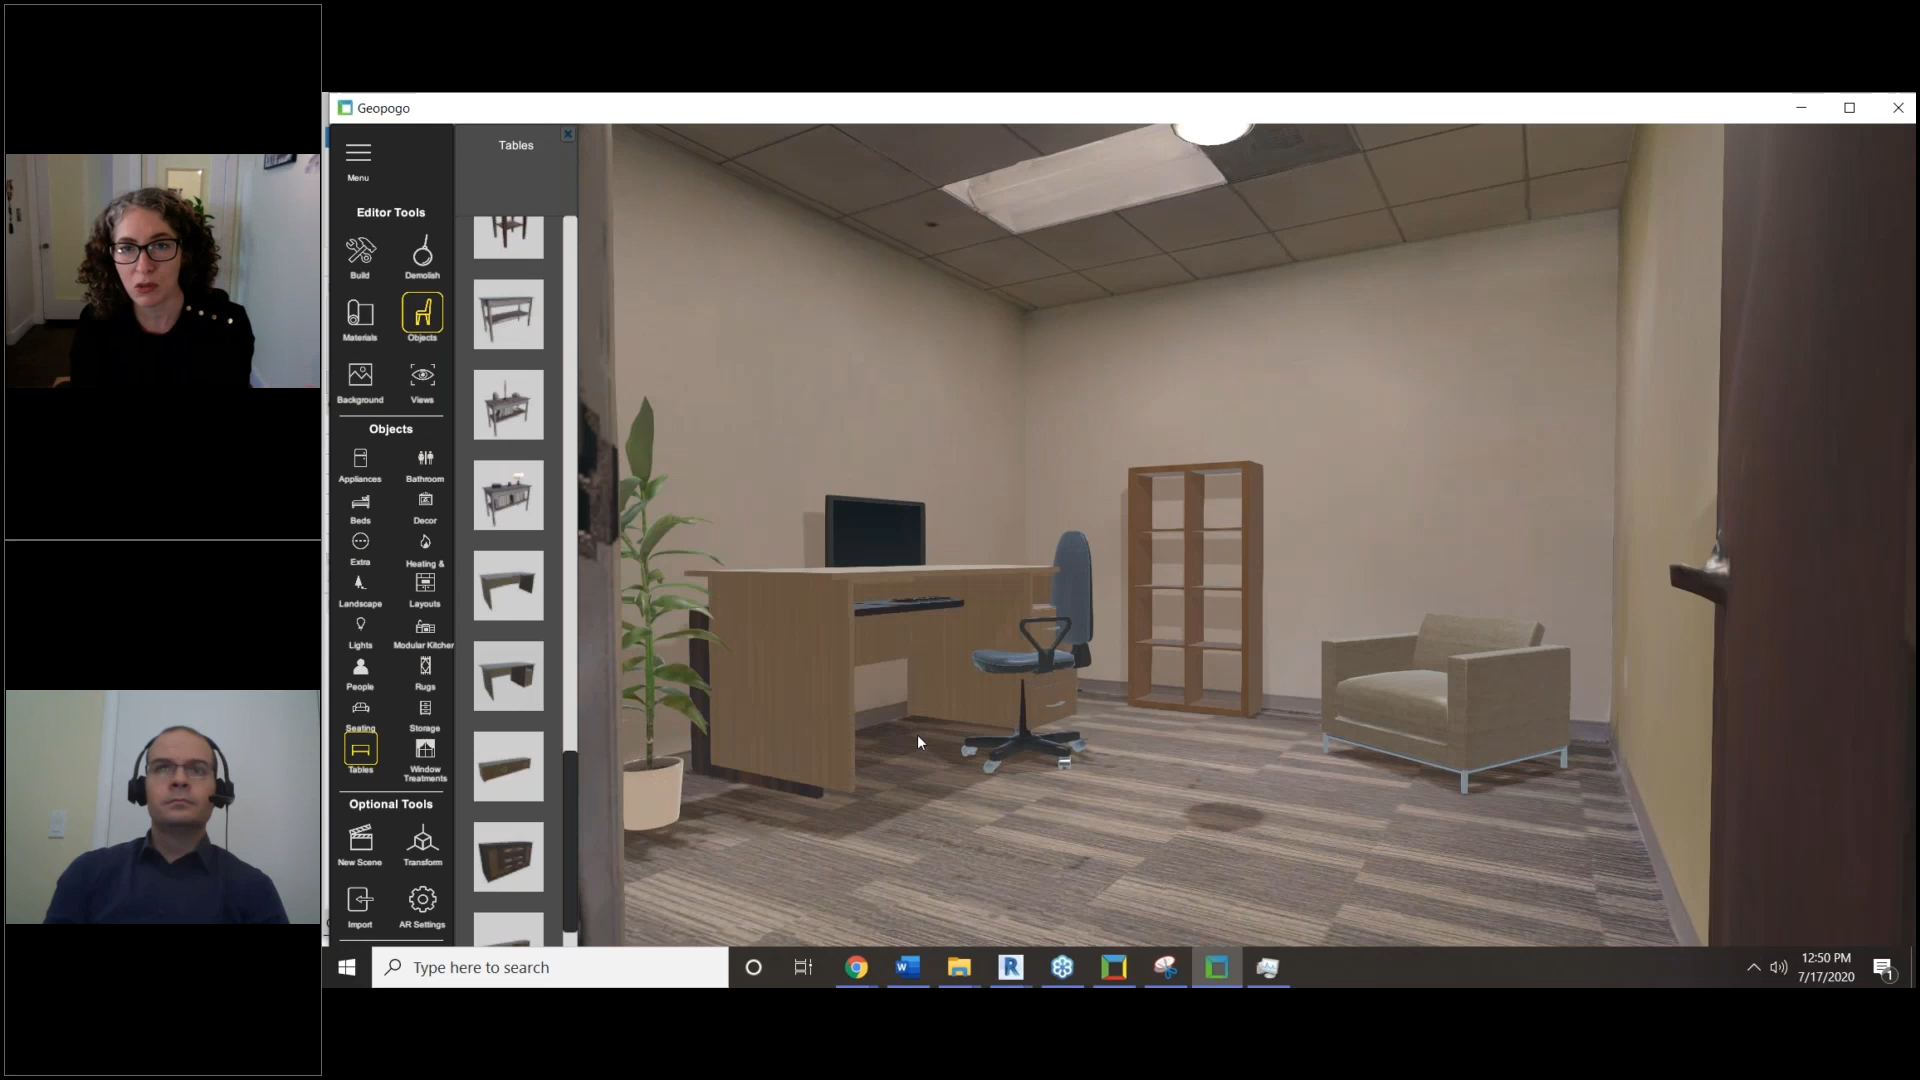 Geopogo
Menu
Tables
Editor Tools
Build
Demolish
Materials
Objects
Background
Views
Objects
Appliances
Bathroom
Beds
Decor
Extra
Heating &
Landscape
Layouts
Lights
Modular Kitchen
People
Rugs
Seating
Storage
Tables
Window
Treatments
Optional Tools
New Scene
Transform
Import
AR Settings
Type here to search
12:50 PM
7/17/2020
1